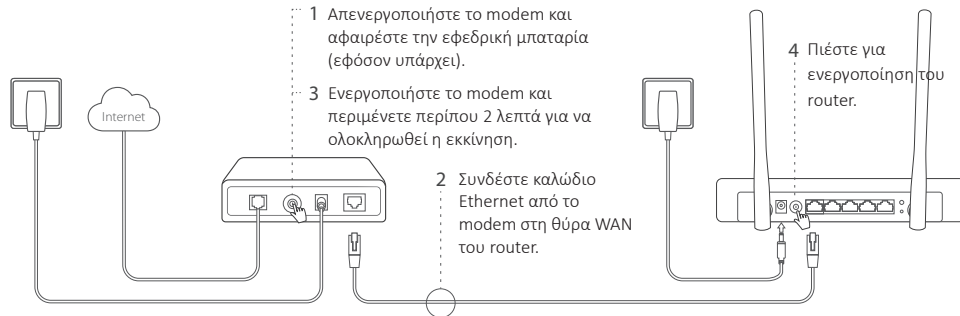 1 Απενεργοποιήστε το modem και
αφαιρέστε την εφεδρική μπαταρία
(εφόσον υπάρχει).
3 Ενεργοποιήστε το modem και
περιμένετε περίπου 2 λεπτά για να
ολοκληρωθεί η εκκίνηση.
2 Συνδέστε καλώδιο
Ethernet από το
modem στη θύρα WAN
του router.
4 Πιέστε για
ενεργοποίηση του
router.
Internet